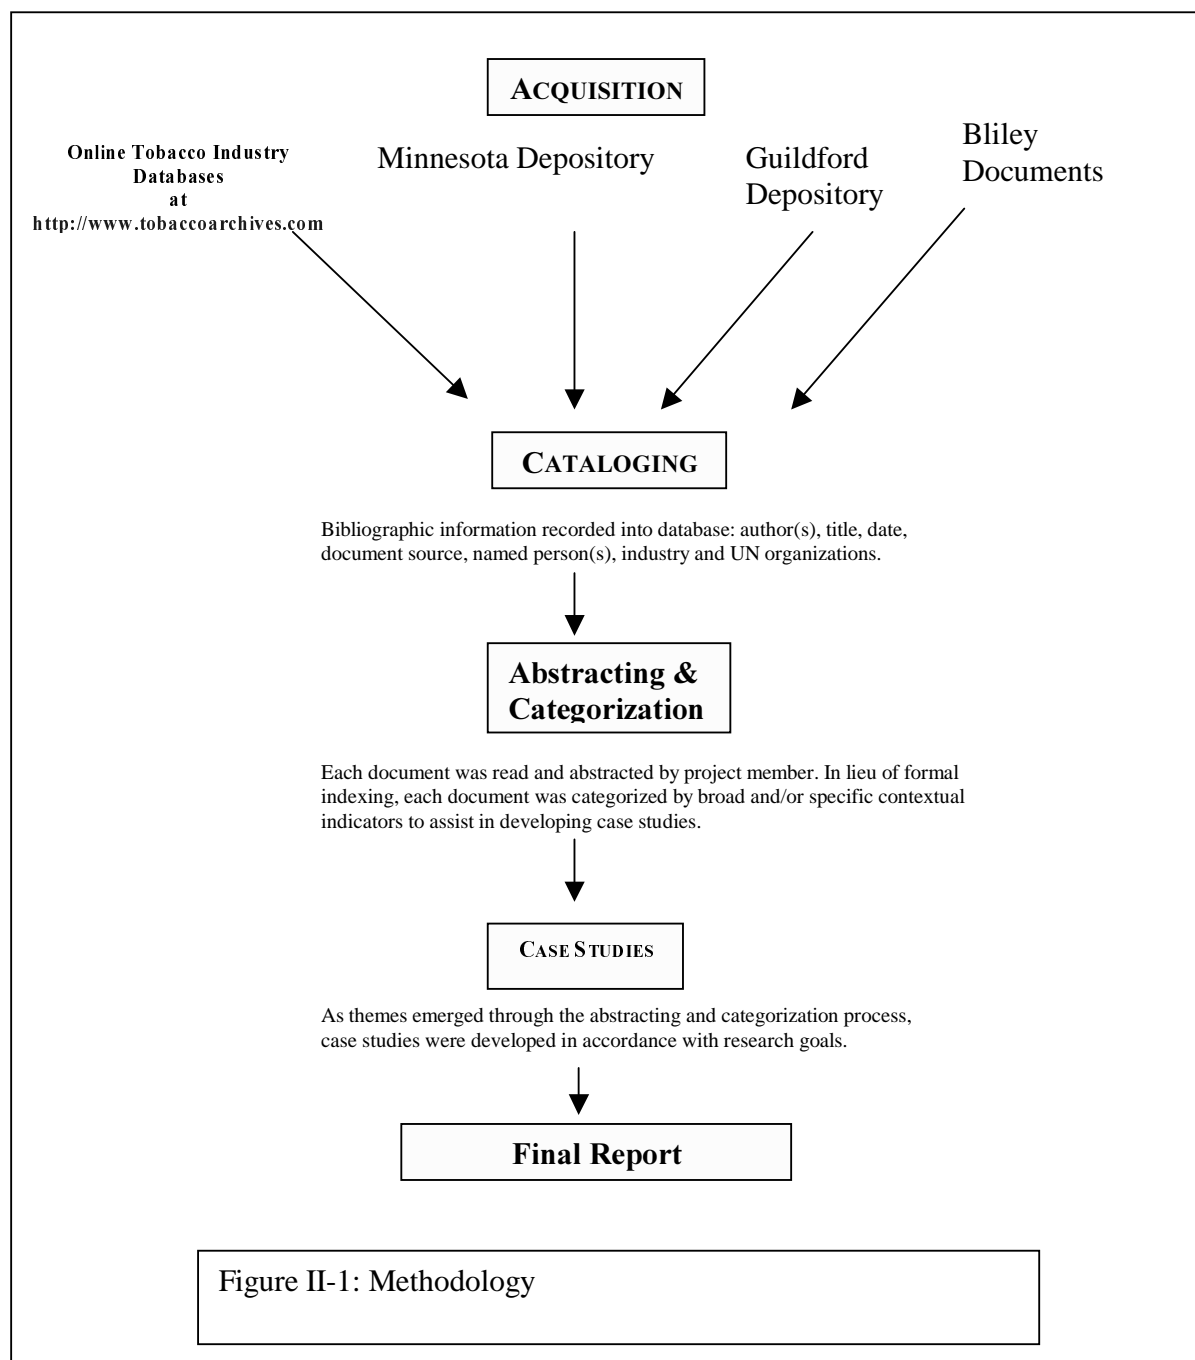 ACQUISITION
Online Tobacco Industry
Databases
at
http://www.tobaccoarchives.com
Minnesota Depository
Guildford
Depository
Bliley
Documents
CATALOGING
Bibliographic information recorded into database: author(s), title, date,
document source, named person(s), industry and UN organizations.
Abstracting &
Categorization
Each document was read and abstracted by project member. In lieu of formal
indexing, each document was categorized by broad and/or specific contextual
indicators to assist in developing case studies.
CASE STUDIES
As themes emerged through the abstracting and categorization process,
case studies were developed in accordance with research goals.
Final Report
Figure II-1: Methodology